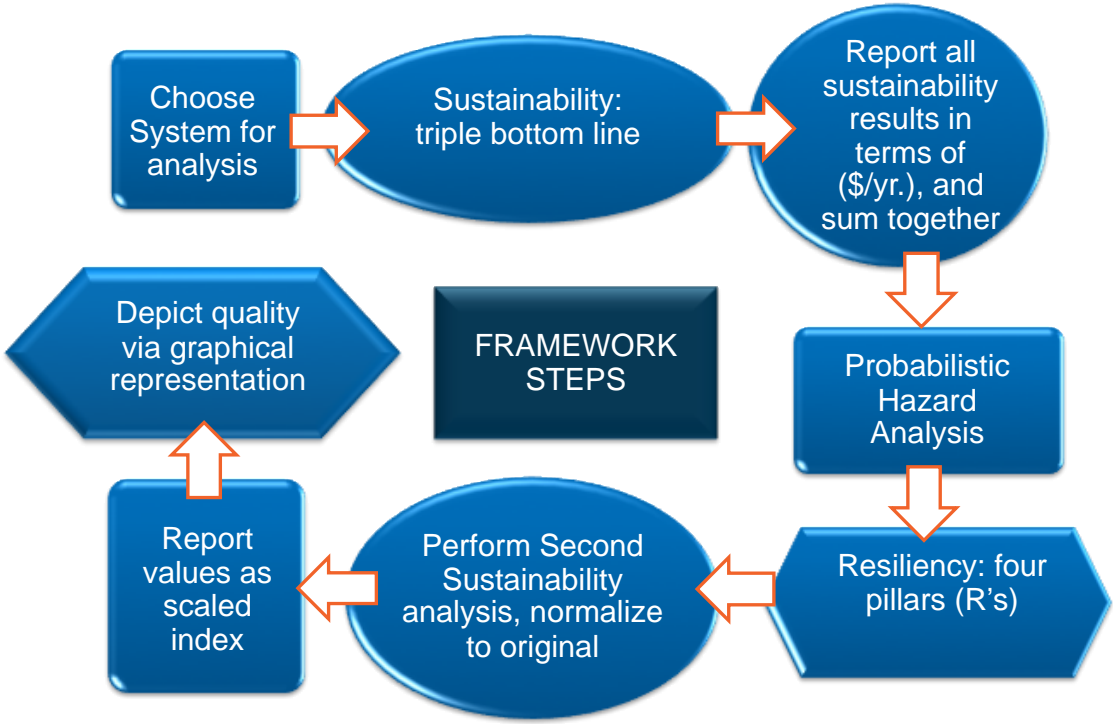 Choose
System for
analysis
Sustainability:
triple bottom line
Report all
sustainability
results in
terms of
($/yr.), and
sum together
Probabilistic
Hazard
Analysis
Resiliency: four
pillars (R's)
Perform Second
Sustainability
analysis, normalize
to original
Report
values as
scaled
index
Depict quality
via graphical
representation
FRAMEWORK
STEPS